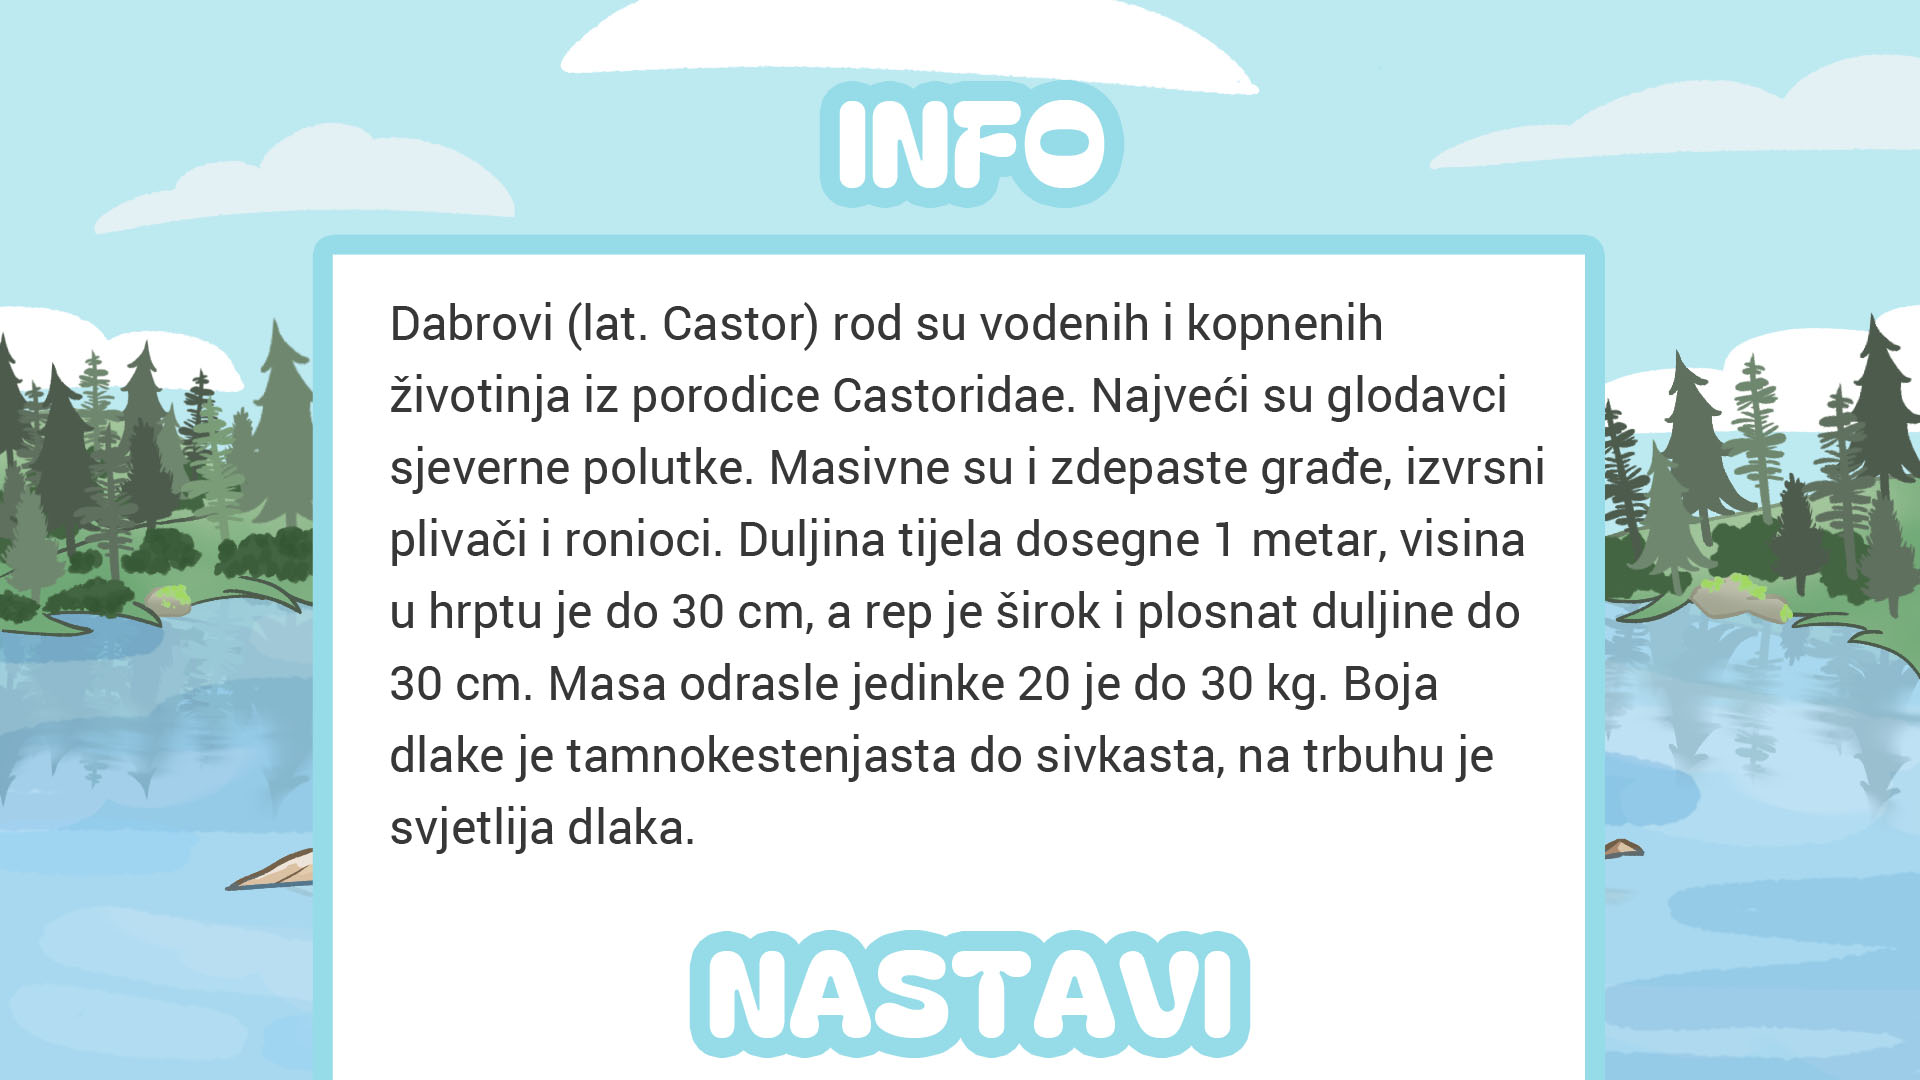 INFO
Dabrovi (lat. Castor) rod su vodenih i kopnenih
životinja iz porodice Castoridae. Najveći su glodavci
sjeverne polutke. Masivne su i zdepaste građe, izvrsni
plivači i ronioci. Duljina tijela dosegne 1 metar, visina
u hrptu je do 30 cm, a rep je širok i plosnat duljine do
30 cm. Masa odrasle jedinke 20 je do 30 kg. Boja
dlake je tamnokestenjasta do sivkasta, na trbuhu je
svjetlija dlaka.
NASTAVI